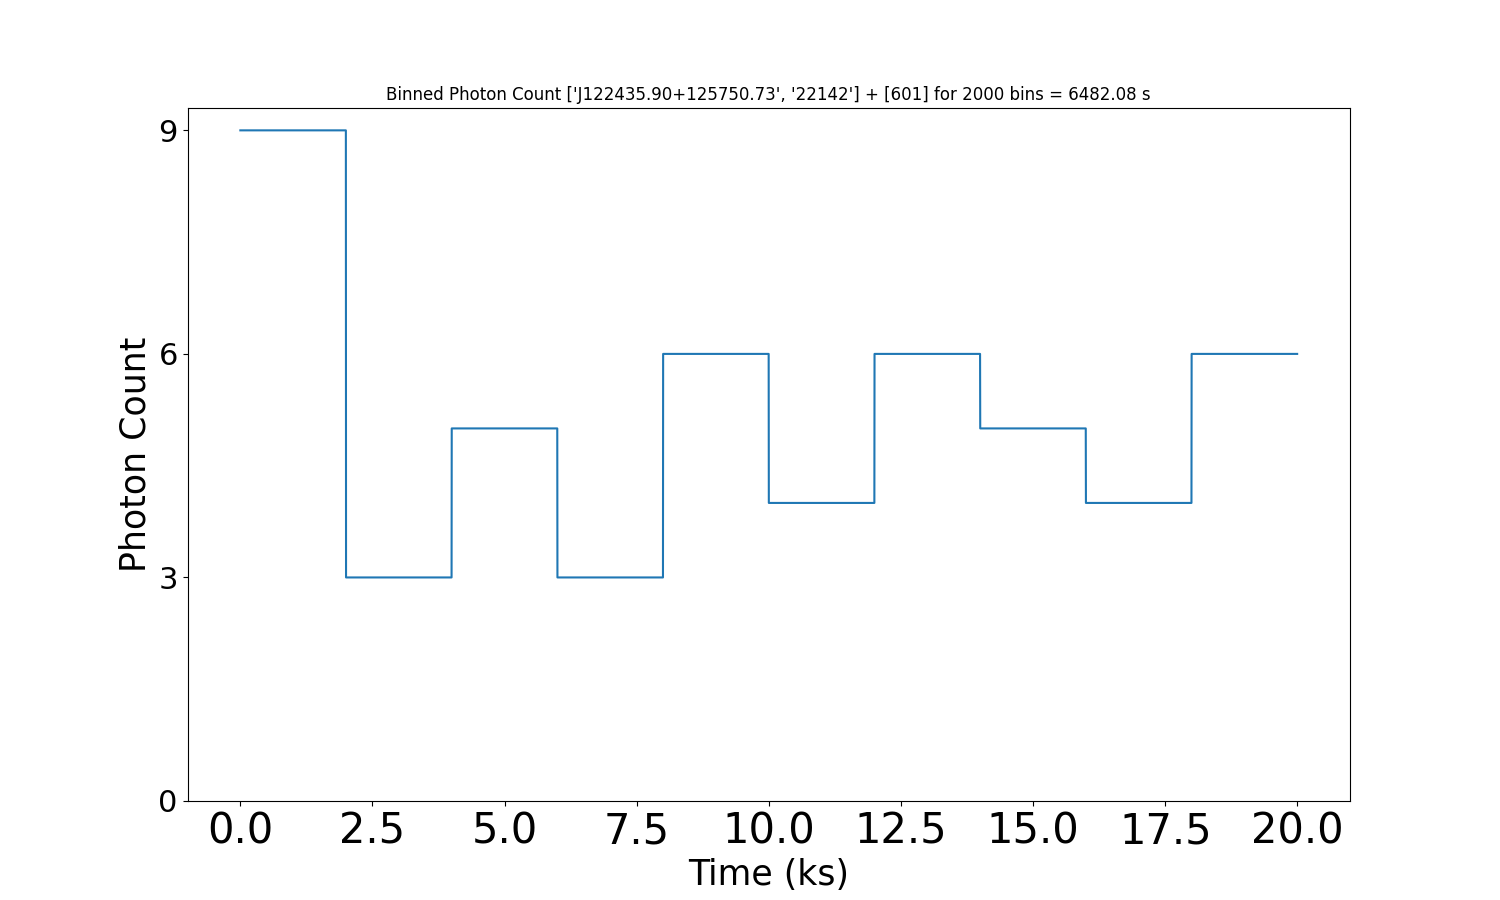 Binned Photon Count ['J122435.90+125750.73', '22142'] + [601] for 2000 bins = 6482.08 s
9
6
3
0
Photon Count
0.0 2.5 5.0 7.5 10.0 12.5 15.0 17.5 20.0
Time (ks)